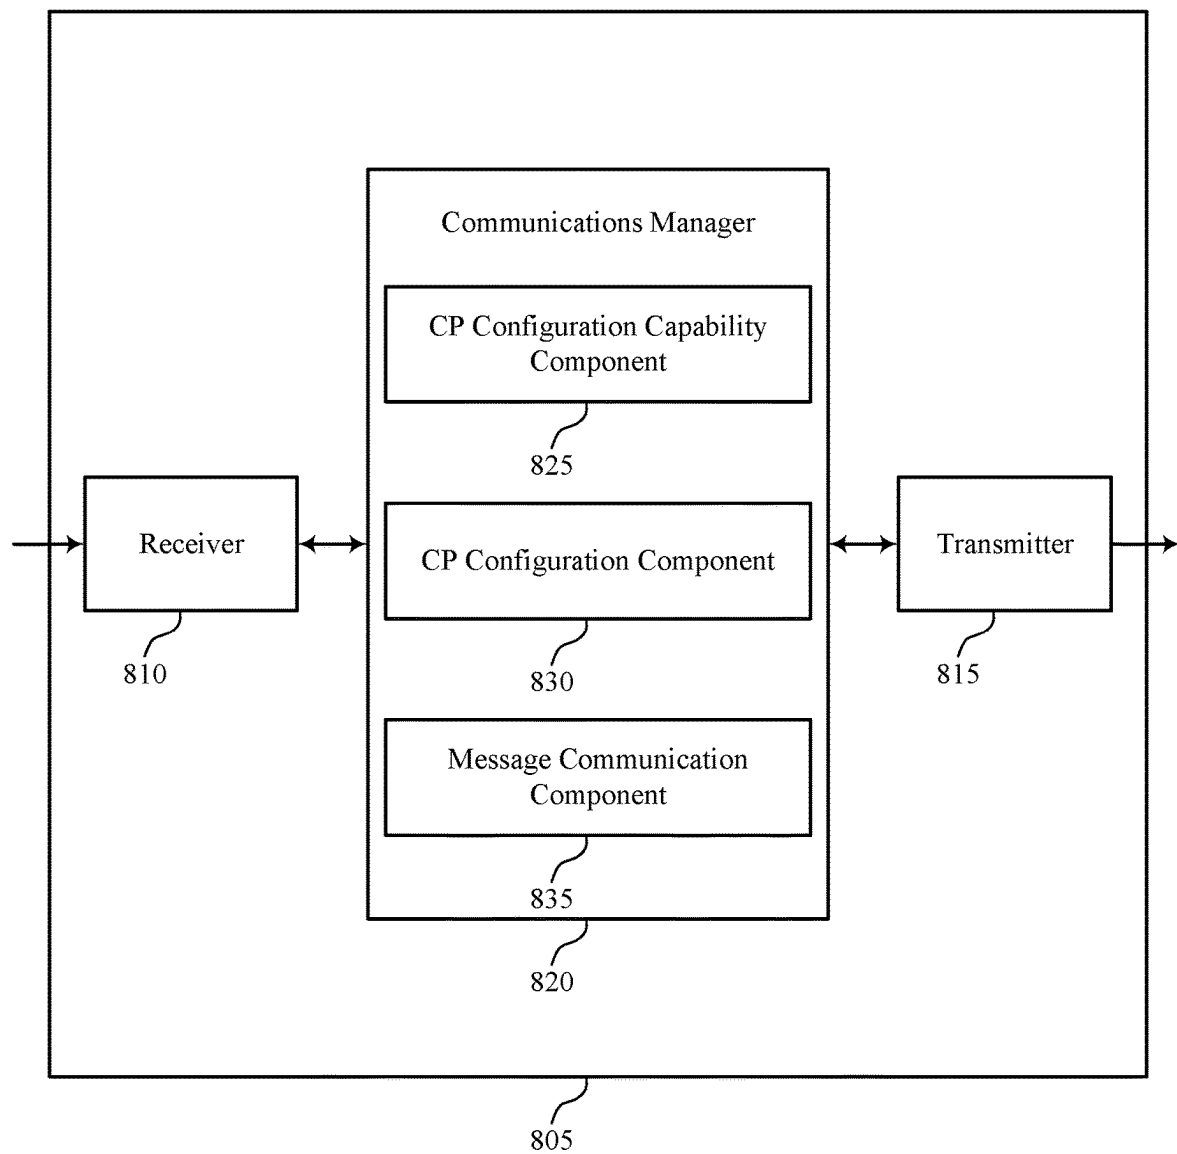 Communications Manager
CP Configuration Capability
Component
825
Receiver
810
CP Configuration Component
830
Transmitter
815
Message Communication
Component
835
820
805